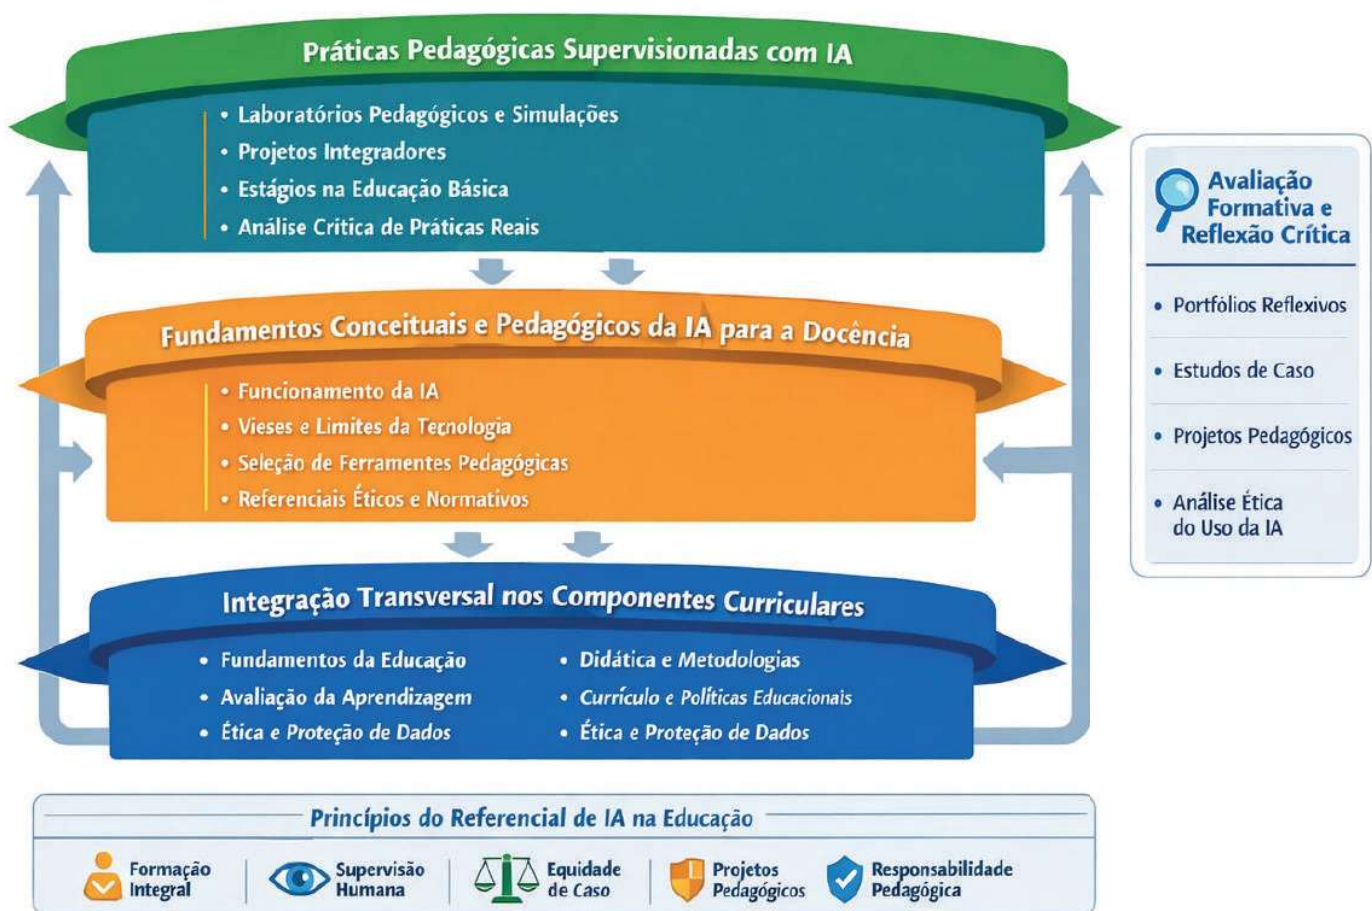 Práticas Pedagógicas Supervisionadas com IA
• Laboratórios Pedagógicos e Simulações
• Projetos Integradores
• Estágios na Educação Básica
• Análise Crítica de Práticas Reais
Fundamentos Conceituais e Pedagógicos da IA para a Docência
• Funcionamento da IA
• Vieses e Limites da Tecnologia
• Seleção de Ferramentes Pedagógicas
• Referenciais Éticos e Normativos
Integração Transversal nos Componentes Curriculares
• Fundamentos da Educação
• Avaliação da Aprendizagem
• Ética e Proteção de Dados
• Didática e Metodologias
• Currículo e Políticas Educacionais
• Ética e Proteção de Dados
Avaliação
Formativa e
Reflexão Crítica
• Portfólios Reflexivos
• Estudos de Caso
• Projetos Pedagógicos
• Análise Ética
do Uso da IA
Princípios do Referencial de IA na Educação
Formação
Integral
Supervisão
Humana
Equidade
de Caso
Projetos
Pedagógicos
Responsabilidade
Pedagógica